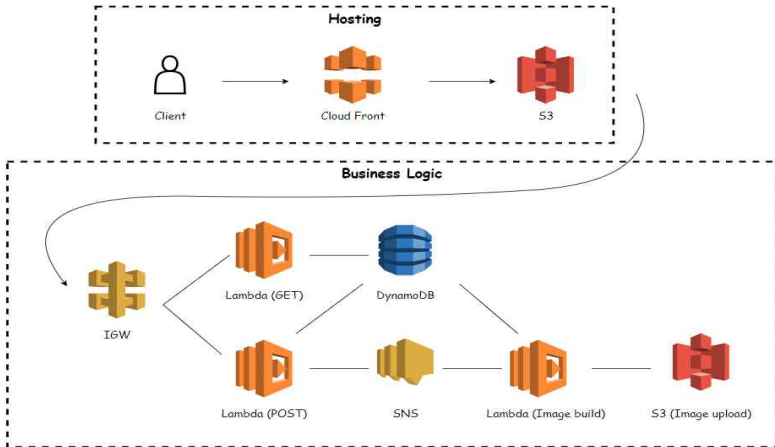 Hosting
Client
Cloud Front
S3
Business Logic
Lambda (GET)
DynamoDB
IGW
Lambda (POST)
SNS
Lambda (Image build)
S3 (Image upload)